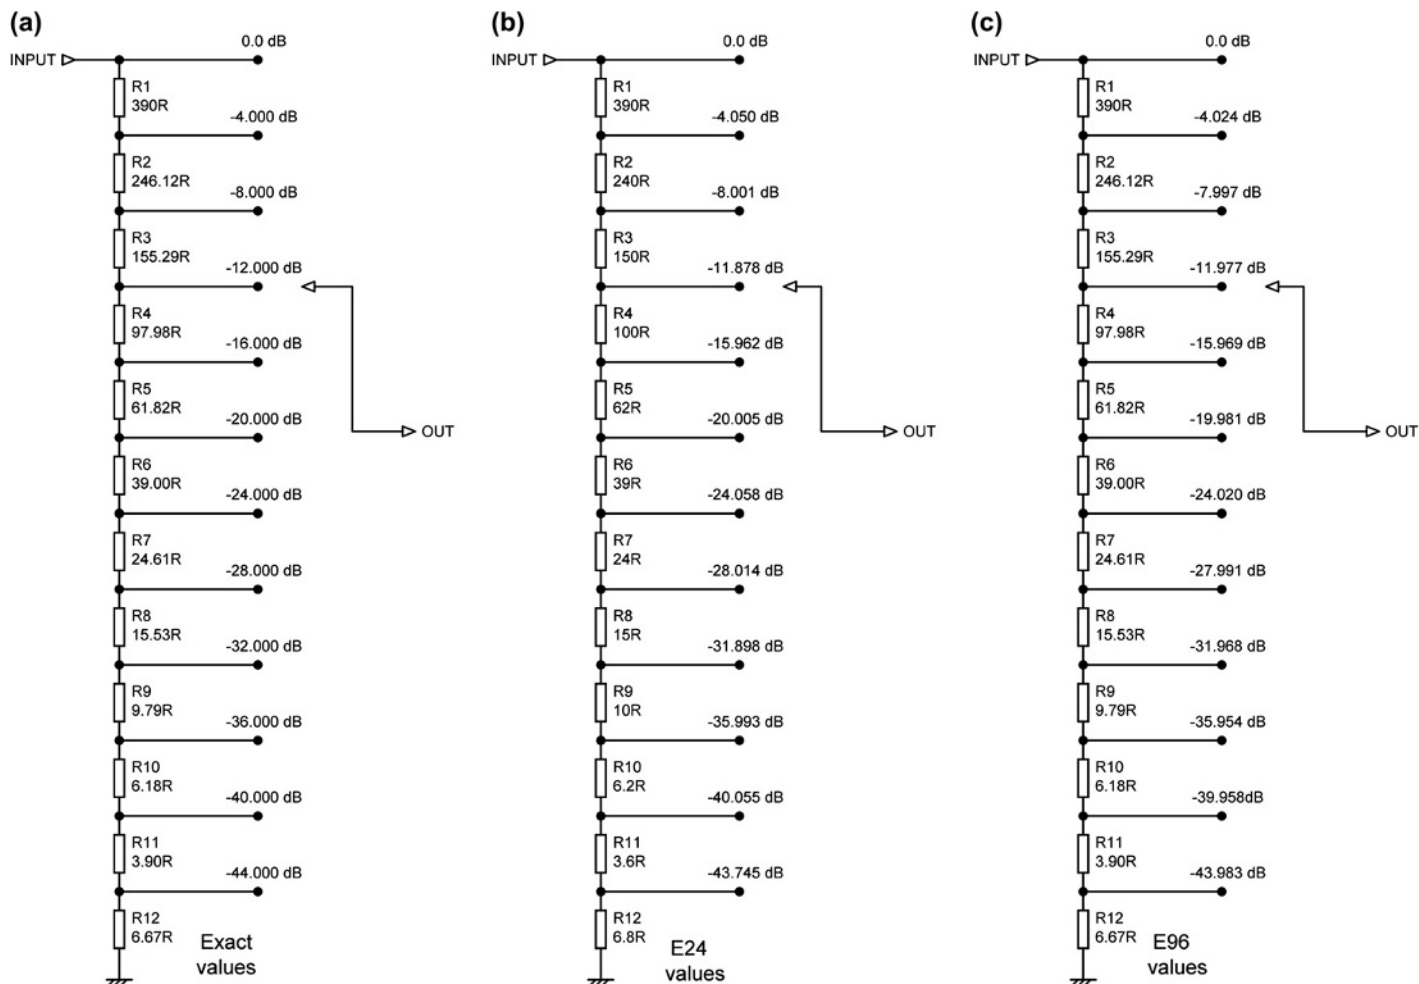 (a)
INPUT
0.0 dB
R1
390R
-4.000 dB
R2
246.12R
-8.000 dB
R3
155.29R
-12.000 dB
R4
97.98R
-16.000 dB
R5
61.82R
-20.000 dB
OUT
R6
39.00R
-24.000 dB
R7
24.61R
-28.000 dB
R8
15.53R
-32.000 dB
R9
9.79R
-36.000 dB
R10
6.18R
-40.000 dB
R11
3.90R
-44.000 dB
R12
6.67R
Exact
values
(b)
INPUT
0.0 dB
R1
390R
-4.050 dB
R2
240R
-8.001 dB
R3
150R
-11.878 dB
R4
100R
-15.962 dB
R5
62R
-20.005 dB
OUT
R6
39R
-24.058 dB
R7
24R
-28.014 dB
R8
15R
-31.898 dB
R9
10R
-35.993 dB
R10
6.2R
-40.055 dB
R11
3.6R
-43.745 dB
R12
6.8R
E24
values
(c)
INPUT
0.0 dB
R1
390R
-4.024 dB
R2
246.12R
-7.997 dB
R3
155.29R
-11.977 dB
R4
97.98R
-15.969 dB
R5
61.82R
-19.981 dB
OUT
R6
39.00R
-24.020 dB
R7
24.61R
-27.991 dB
R8
15.53R
-31.968 dB
R9
9.79R
-35.954 dB
R10
6.18R
-39.958dB
R11
3.90R
-43.983 dB
R12
6.67R
E96
values